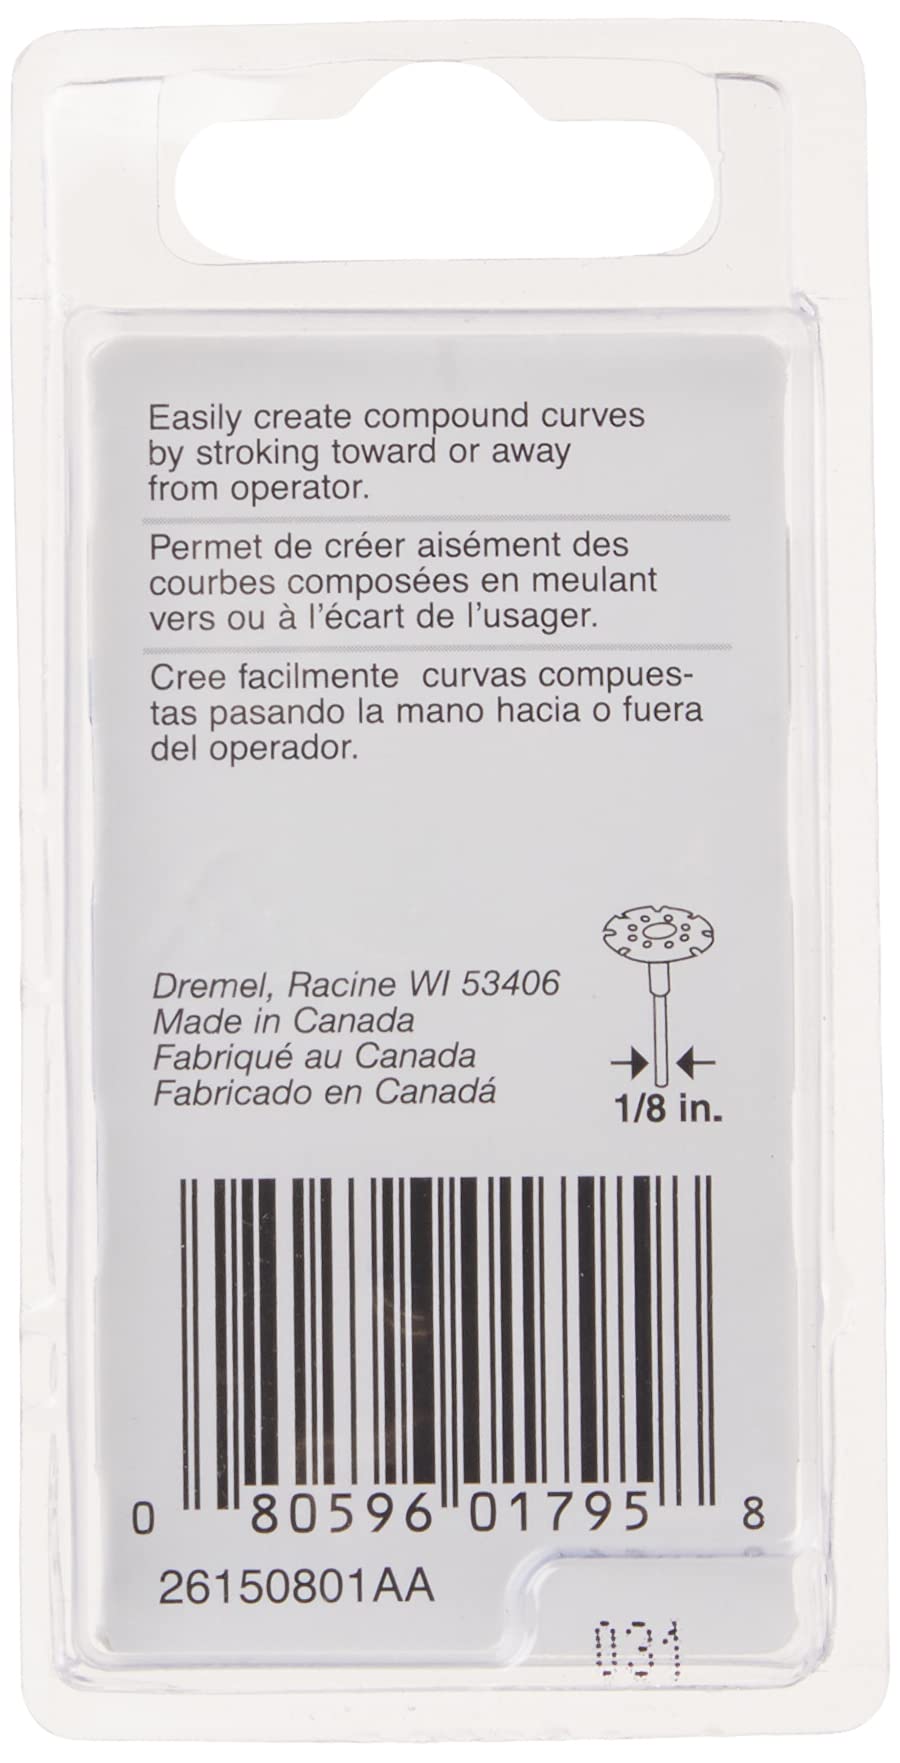 Easily create compound curves
by stroking toward or away
from operator.
Permet de créer aisément des
courbes composées en meulant
vers ou à l'écart de l'usager.
Cree facilmente curvas compues-
tas pasando la mano hacia o fuera
del operador.
Dremel, Racine WI 53406
Made in Canada
Fabriqué au Canada
Fabricado en Canadá
1/8 in.
0 80596 01795 8
26150801AA
031